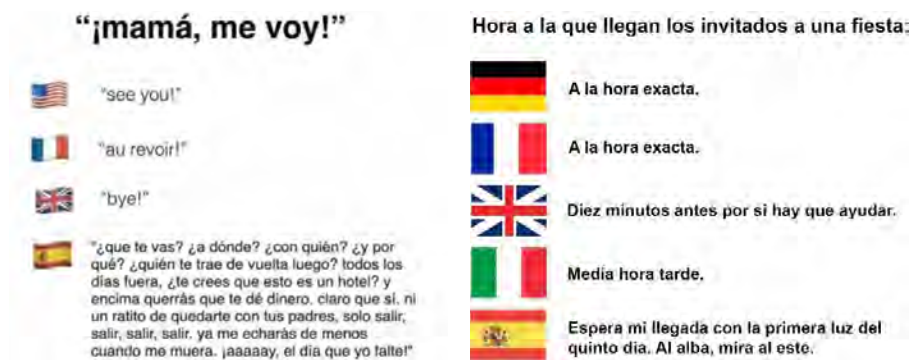 "¡mamá, me voy!"
"see you!"
"au revoir!"
"bye!"
"¿que te vas? ¿a dónde? ¿con quién? ¿y por
qué? ¿quién te trae de vuelta luego? todos los
días fuera, ¿te crees que esto es un hotel? y
encima querrás que te dé dinero. claro que sí. ni
un ratito de quedarte con tus padres, solo salir,
salir, salir, salir. ya me echarás de menos
cuando me muera. ¡aaaaay, el día que yo falte!"
Hora a la que llegan los invitados a una fiesta:
A la hora exacta.
A la hora exacta.
Diez minutos antes por si hay que ayudar.
Media hora tarde.
Espera mi llegada con la primera luz del
quinto día. Al alba, mira al este.